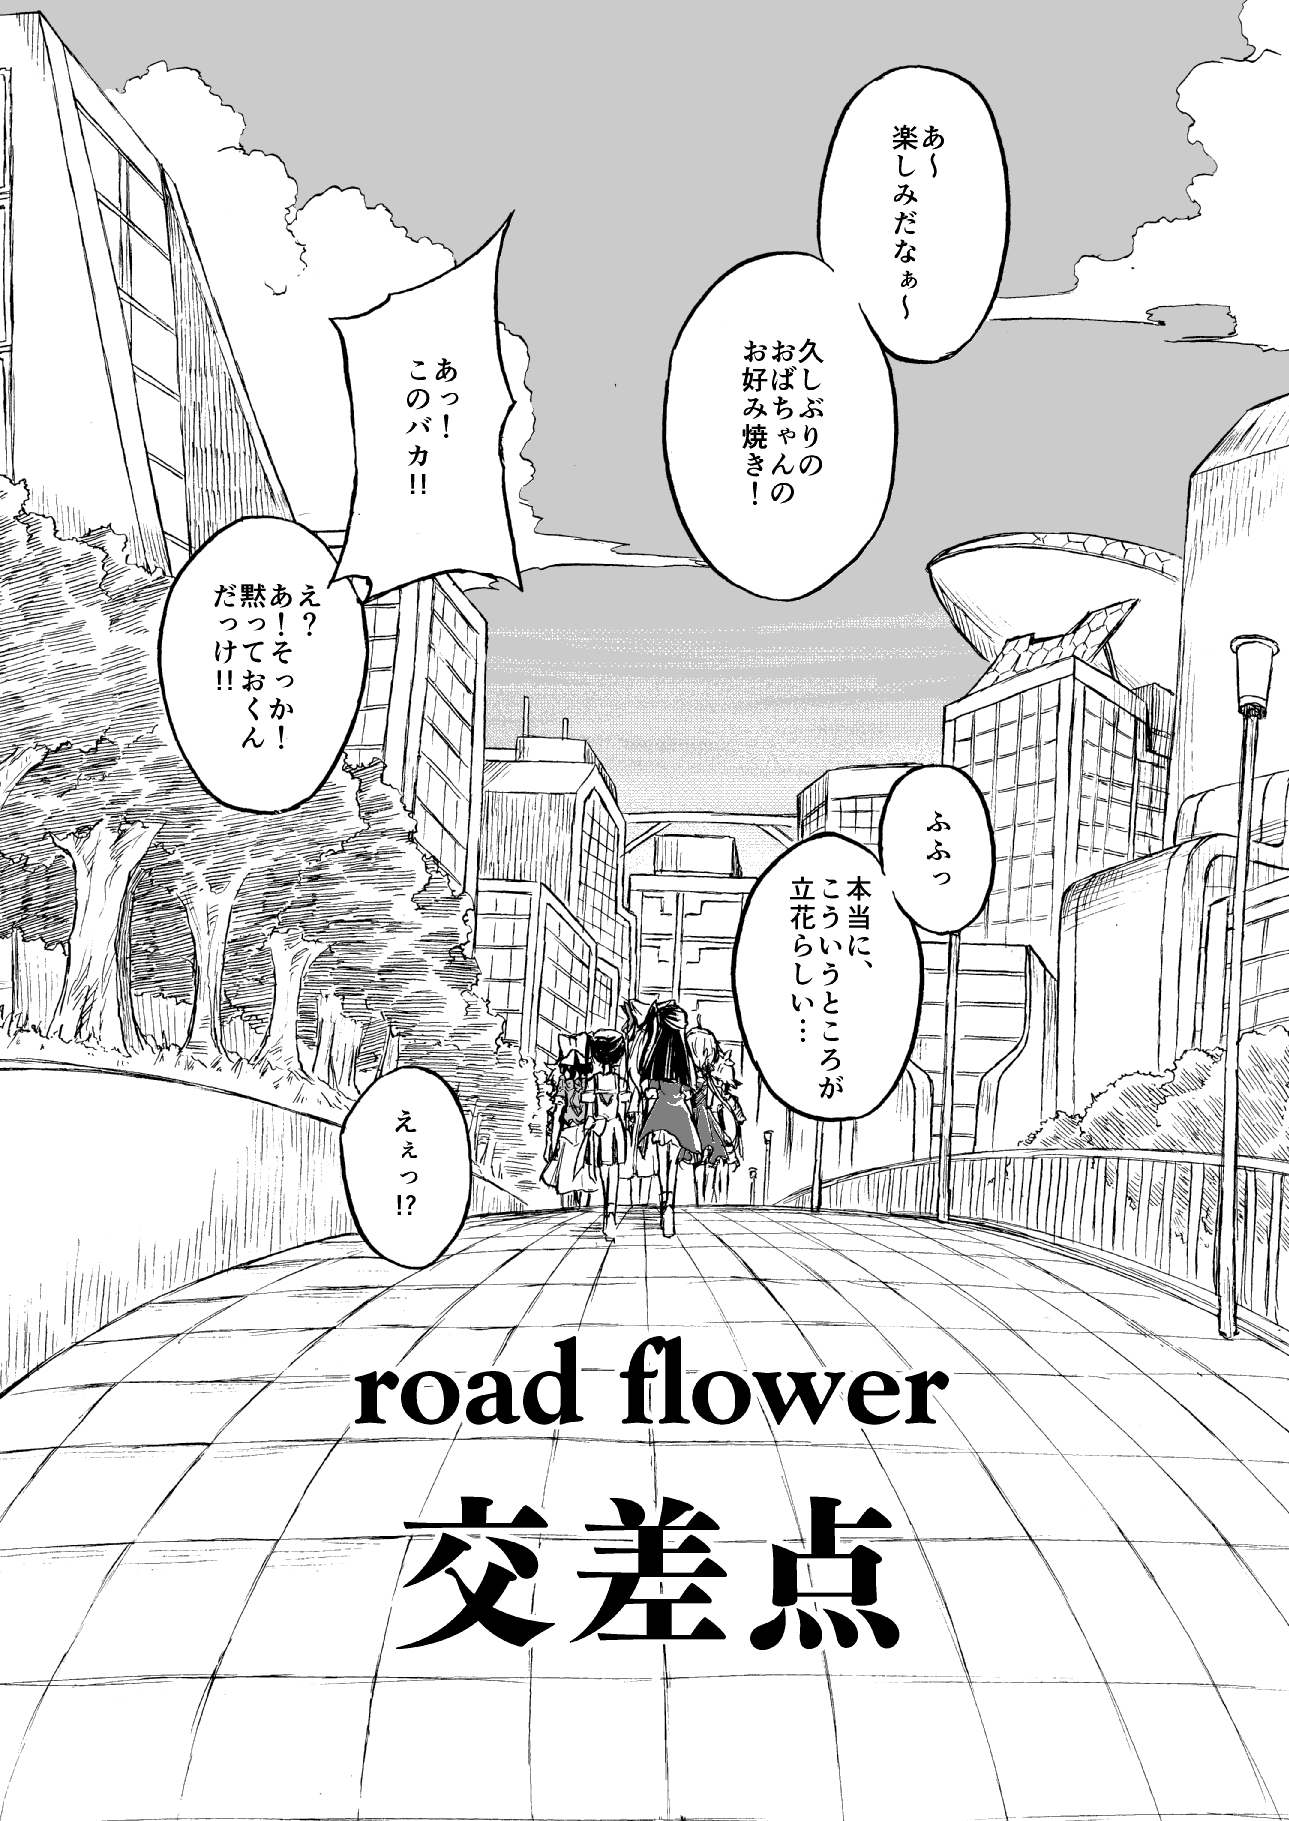 あ～
楽しみだなぁ～
久しぶりの
おばちゃんの
お好み焼き！
あっ！
このバカ!!
え？
あ！そっか！
黙っておくん
だっけ!!
ふふっ
本当に、
こういうところが
立花らしい…
えぇっ!?
road flower
交差点